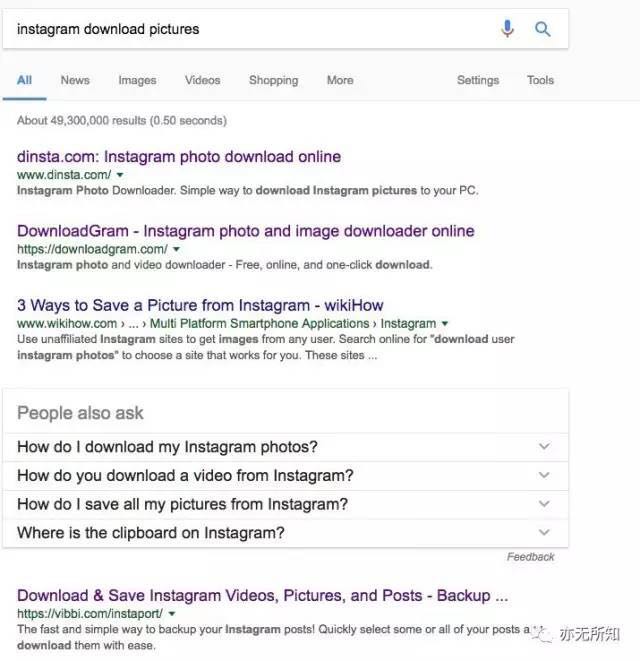 instagram download pictures
All News Images Videos Shopping More Settings Tools
About 49,300,000 results (0.50 seconds)
dinsta.com: Instagram photo download online
www.dinsta.com/
Instagram Photo Downloader. Simple way to download Instagram pictures to your PC.
DownloadGram - Instagram photo and image downloader online
https://downloadgram.com/
Instagram photo and video downloader - Free, online, and one-click download.
3 Ways to Save a Picture from Instagram - wikiHow
www.wikihow.com › ... › Multi Platform Smartphone Applications › Instagram
Use unaffiliated Instagram sites to get images from any user. Search online for "download user
instagram photos" to choose a site that works for you. These sites ...
People also ask
How do I download my Instagram photos?
How do you download a video from Instagram?
How do I save all my pictures from Instagram?
Where is the clipboard on Instagram?
Feedback
Download & Save Instagram Videos, Pictures, and Posts - Backup ...
https://vibbi.com/instaport/
The fast and simple way to backup your Instagram posts! Quickly select some or all of your posts
download them with ease.
亦无所知